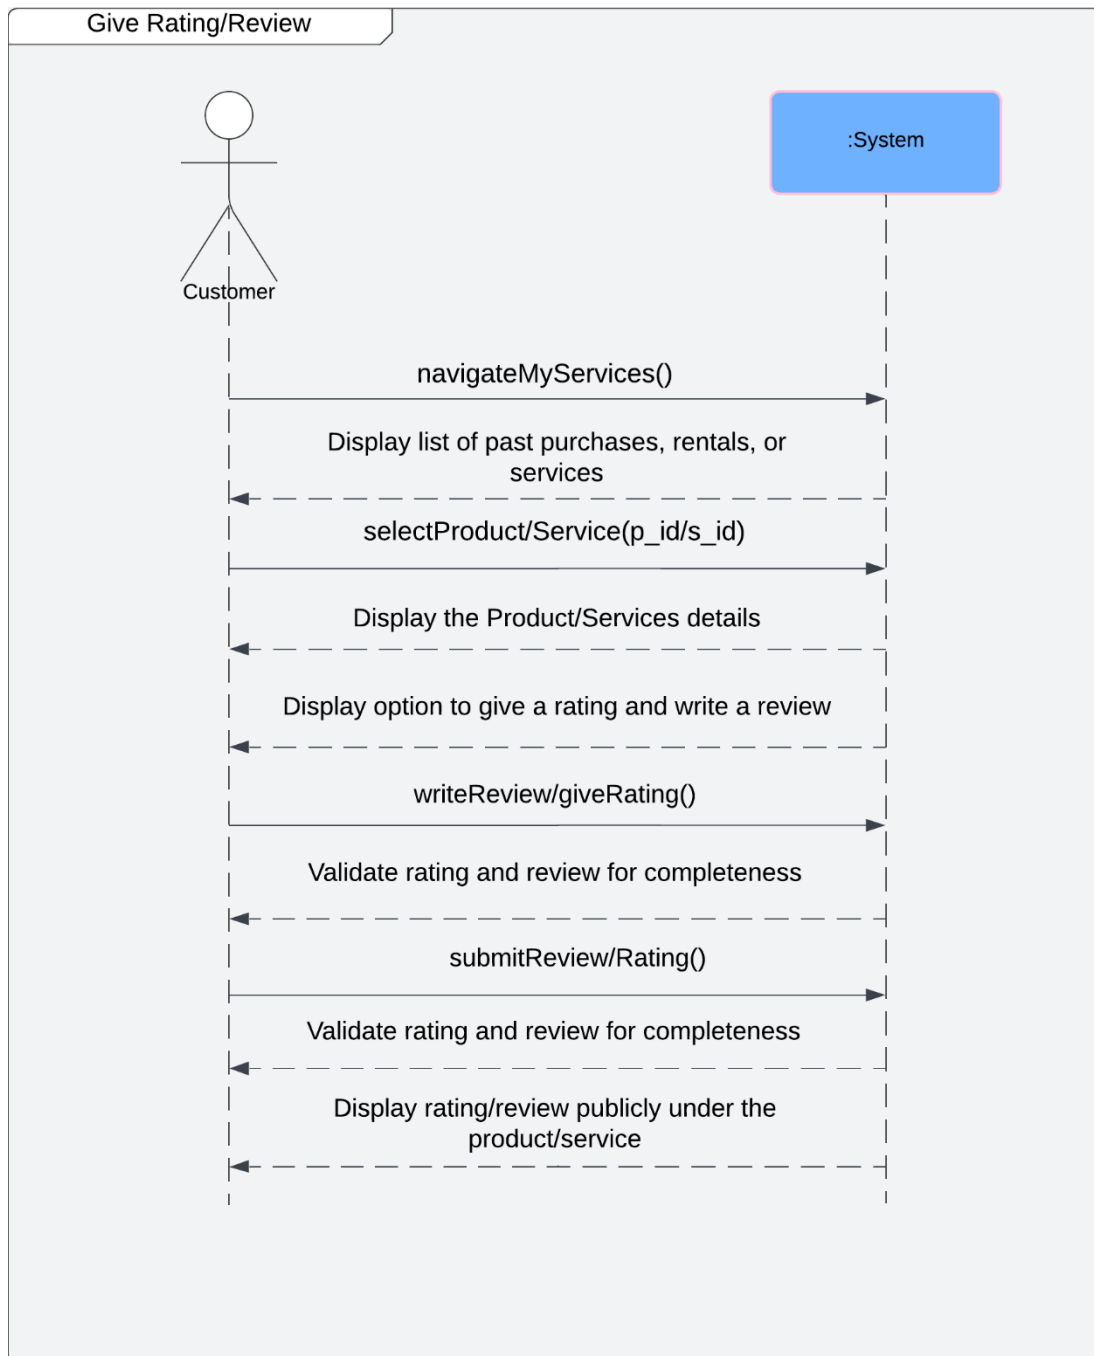 Give Rating/Review
:System
Customer
navigateMyServices()
Display list of past purchases, rentals, or
services
selectProduct/Service(p_id/s_id)
Display the Product/Services details
Display option to give a rating and write a review
writeReview/giveRating()
Validate rating and review for completeness
submitReview/Rating()
Validate rating and review for completeness
Display rating/review publicly under the
product/service